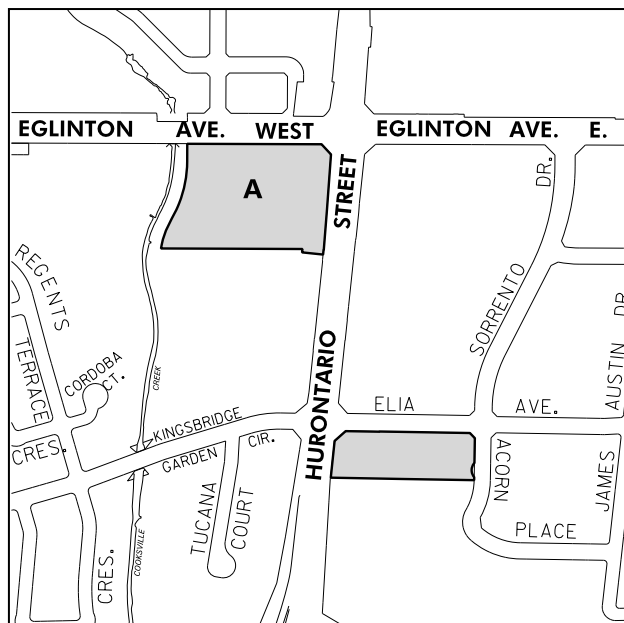 EGLINTON AVE. WEST
EGLINTON AVE. E.
A
HURONTARIO STREET
SORRENTO DR.
REGENTS TERRACE
CORDOBA CT.
CREEK
AUSTIN DR
ELIA AVE.
KINGSBRIDGE
GARDEN CIR.
CRES.
TUCANA COURT
ACORN
PLACE
JAMES
COOKSVILLE
CRES.